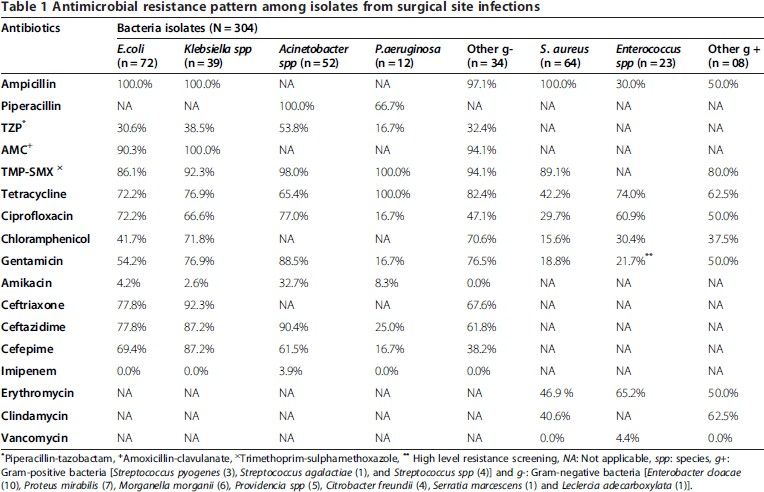 Table 1 Antimicrobial resistance pattern among isolates from surgical site infections
Antibiotics Bacteria isolates (N = 304)
E.coli Klebsiella spp Acinetobacter P.aeruginosa Other g- S. aureus Enterococcus Other g +
(n = 72) (n = 39) spp (n = 52) (n = 12) (n = 34) (n = 64) spp (n = 23) (n = 08)
Ampicillin 100.0% 100.0% NA NA 97.1% 100.0% 30.0% 50.0%
Piperacillin NA NA 100.0% 66.7% NA NA NA NA
TZP* 30.6% 38.5% 53.8% 16.7% 32.4% NA NA NA
AMC+ 90.3% 100.0% NA NA 94.1% NA NA NA
TMP-SMX × 86.1% 92.3% 98.0% 100.0% 94.1% 89.1% NA 80.0%
Tetracycline 72.2% 76.9% 65.4% 100.0% 82.4% 42.2% 74.0% 62.5%
Ciprofloxacin 72.2% 66.6% 77.0% 16.7% 47.1% 29.7% 60.9% 50.0%
Chloramphenicol 41.7% 71.8% NA NA 70.6% 15.6% 30.4% 37.5%
Gentamicin 54.2% 76.9% 88.5% 16.7% 76.5% 18.8% 21.7%** 50.0%
Amikacin 4.2% 2.6% 32.7% 8.3% 0.0% NA NA NA
Ceftriaxone 77.8% 92.3% NA NA 67.6% NA NA NA
Ceftazidime 77.8% 87.2% 90.4% 25.0% 61.8% NA NA NA
Cefepime 69.4% 87.2% 61.5% 16.7% 38.2% NA NA NA
Imipenem 0.0% 0.0% 3.9% 0.0% 0.0% NA NA NA
Erythromycin NA NA NA NA NA 46.9 % 65.2% 50.0%
Clindamycin NA NA NA NA NA 40.6% NA 62.5%
Vancomycin NA NA NA NA NA 0.0% 4.4% 0.0%
*Piperacillin-tazobactam, +Amoxicillin-clavulanate, ×Trimethoprim-sulphamethoxazole, ** High level resistance screening, NA: Not applicable, spp: species, g+:
Gram-positive bacteria [Streptococcus pyogenes (3), Streptococcus agalactiae (1), and Streptococcus spp (4)] and g-: Gram-negative bacteria [Enterobacter cloacae
(10), Proteus mirabilis (7), Morganella morganii (6), Providencia spp (5), Citrobacter freundii (4), Serratia marcescens (1) and Leclercia adecarboxylata (1)].